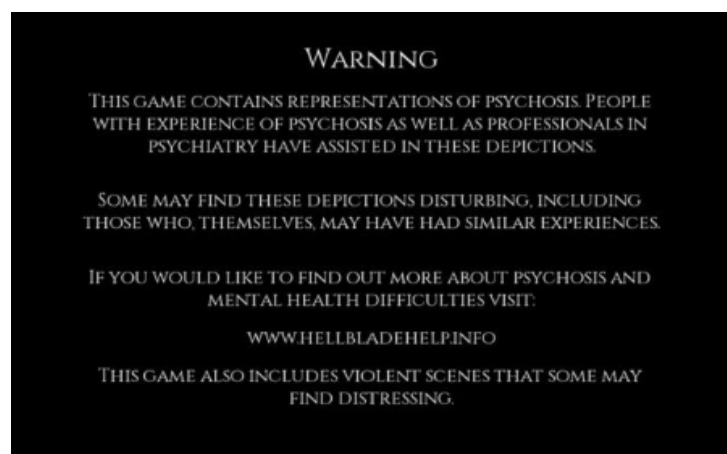 Warning
This game contains representations of psychosis. People
with experience of psychosis as well as professionals in
psychiatry have assisted in these depictions.
Some may find these depictions disturbing, including
those who, themselves, may have had similar experiences.
If you would like to find out more about psychosis and
mental health difficulties visit:
www.hellbladehelp.info
This game also includes violent scenes that some may
find distressing.